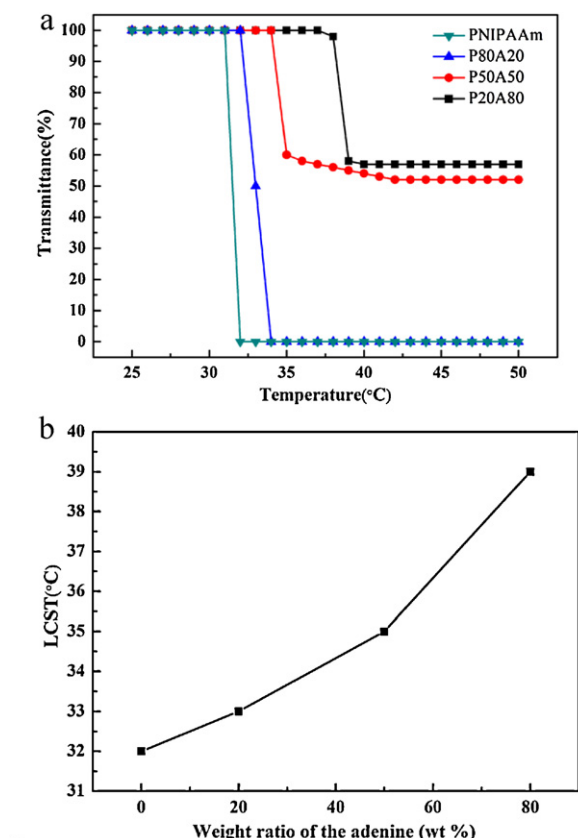 a
100
90
80
70
60
50
40
30
20
10
0
Transmittance(%)
PNIPAAm
P80A20
P50A50
P20A80
25 30 35 40 45 50
Temperature(°C)
b
40
39
38
37
36
35
34
33
32
31
LCST(°C)
0 20 40 60 80
Weight ratio of the adenine (wt %)